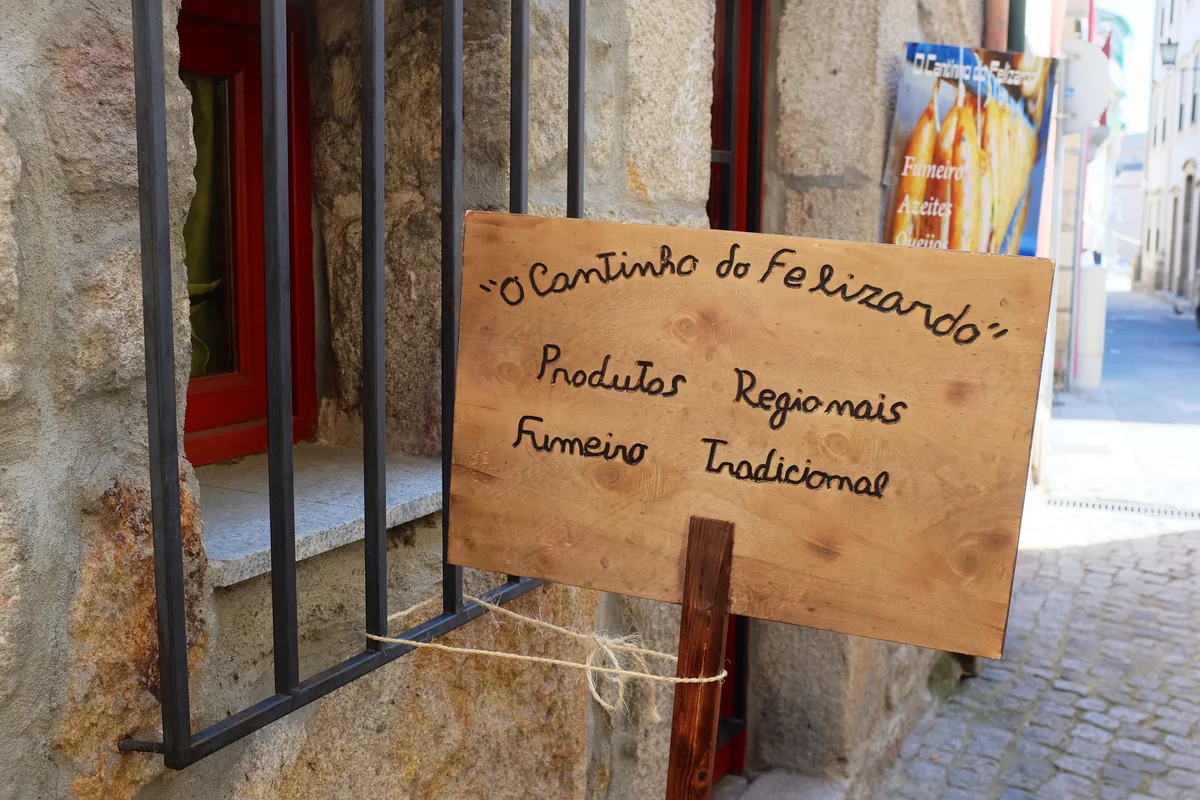 "O Cantinho do Felizardo"
Produtos Regionais
Fumeiro Tradicional
O Cantinho do Felizardo
Fumeiro
Azeites
Queijos